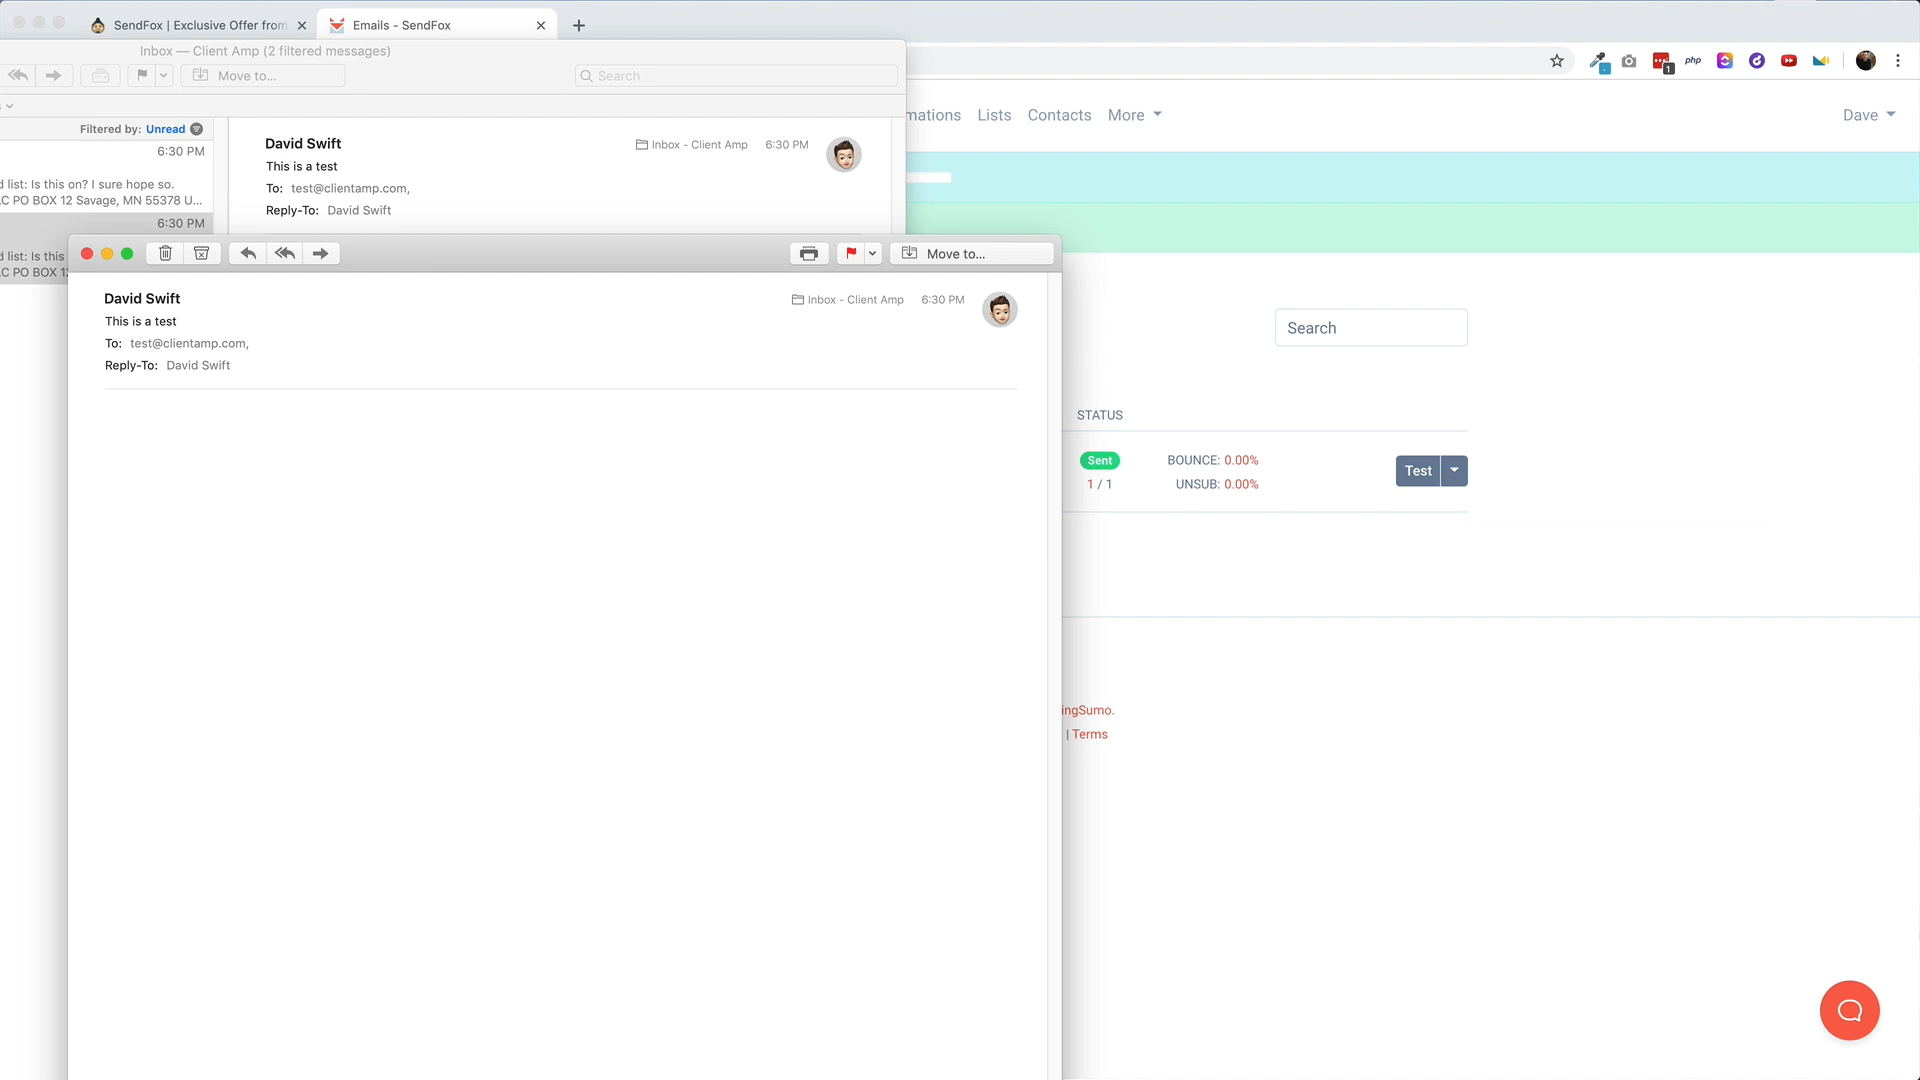 SendFox | Exclusive Offer from
Emails - SendFox
Inbox — Client Amp (2 filtered messages)
Move to...
Search
1
php
mations
Lists
Contacts
More
Dave
Filtered by: Unread
6:30 PM
d list: Is this on? I sure hope so.
C PO BOX 12 Savage, MN 55378 U...
6:30 PM
d list: Is this
C PO BOX 12
David Swift
Inbox - Client Amp
6:30 PM
This is a test
To: test@clientamp.com,
Reply-To: David Swift
Move to...
David Swift
Inbox - Client Amp
6:30 PM
This is a test
To: test@clientamp.com,
Reply-To: David Swift
Search
STATUS
Sent
BOUNCE: 0.00%
1 / 1
UNSUB: 0.00%
Test
ingSumo.
| Terms